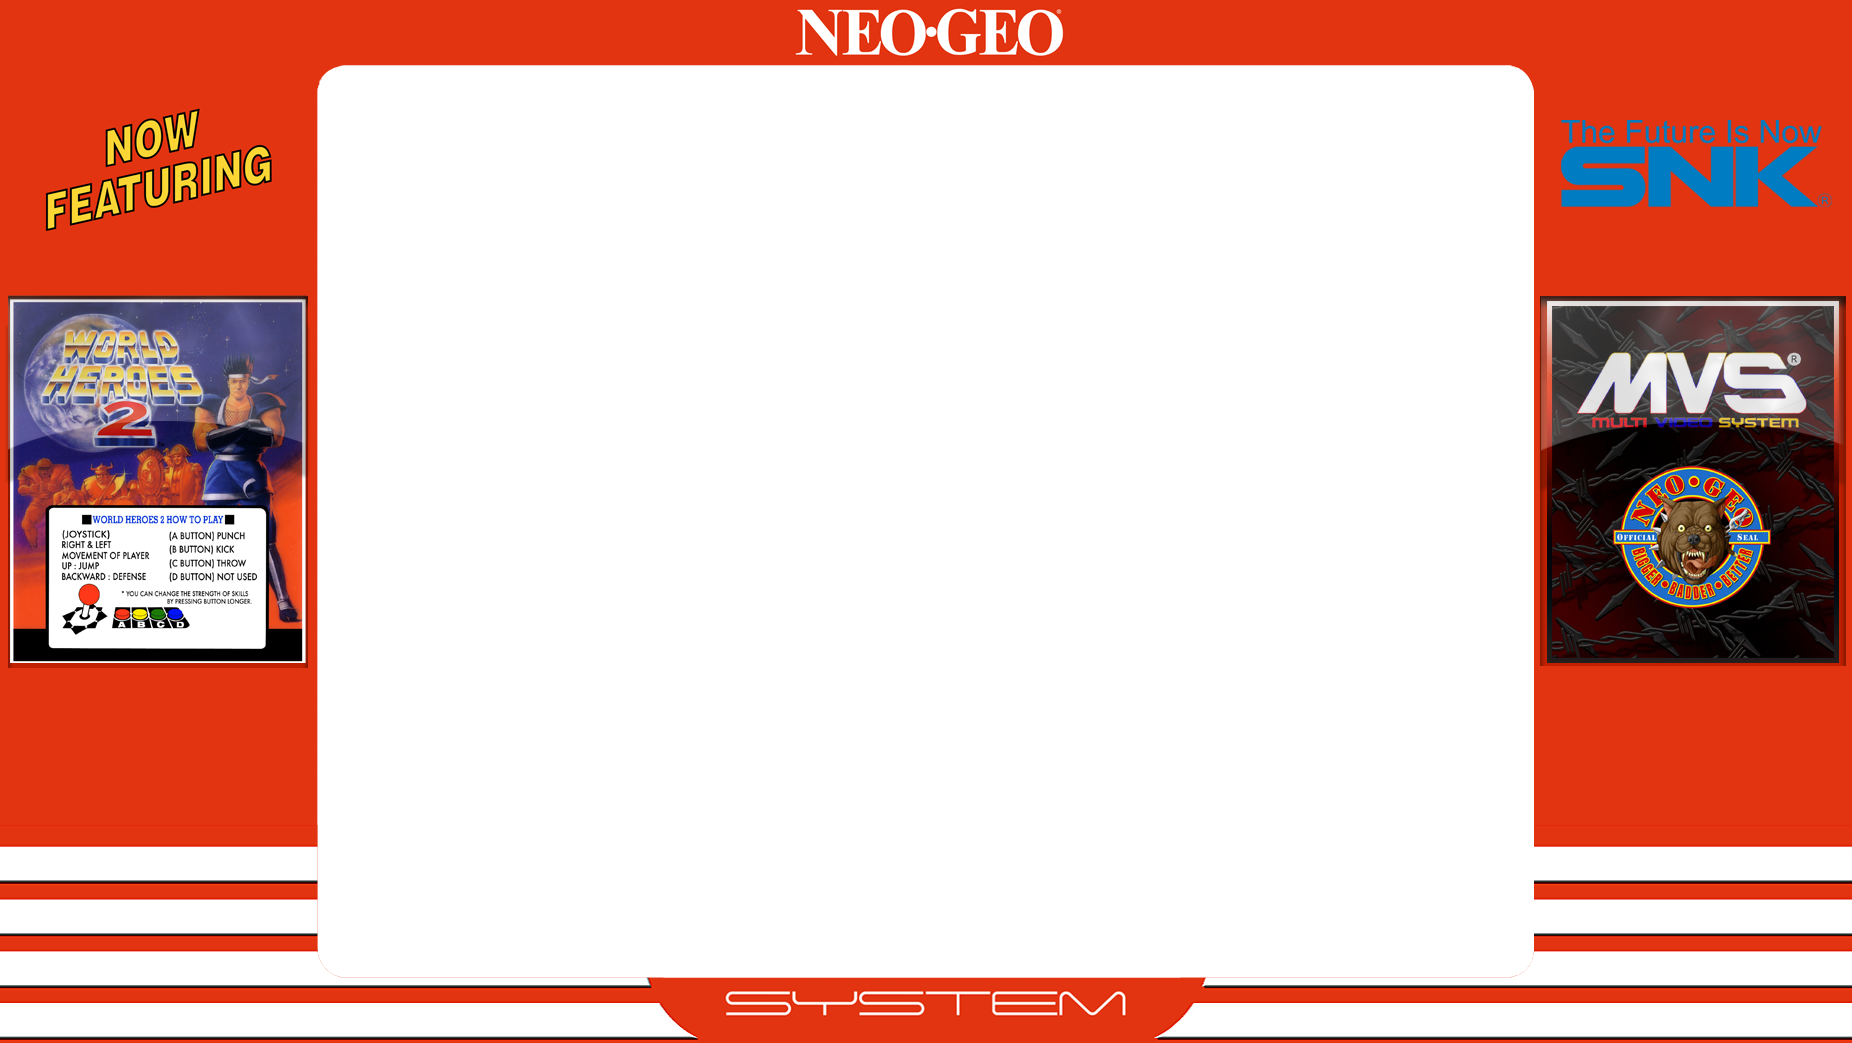 NEO•GEO®
NOW
FEATURING
WORLD
HEROES
2
■WORLD HEROES 2 HOW TO PLAY■
(JOYSTICK)
RIGHT & LEFT
MOVEMENT OF PLAYER
UP : JUMP
BACKWARD : DEFENSE
(A BUTTON) PUNCH
(B BUTTON) KICK
(C BUTTON) THROW
(D BUTTON) NOT USED
* YOU CAN CHANGE THE STRENGTH OF SKILLS
BY PRESSING BUTTON LONGER.
A B C D
The Future Is Now
SNK®
MVS®
MULTI VIDEO SYSTEM
NEO•GEO
OFFICIAL SEAL
BIGGER•BADDER•BETTER
SYSTEM